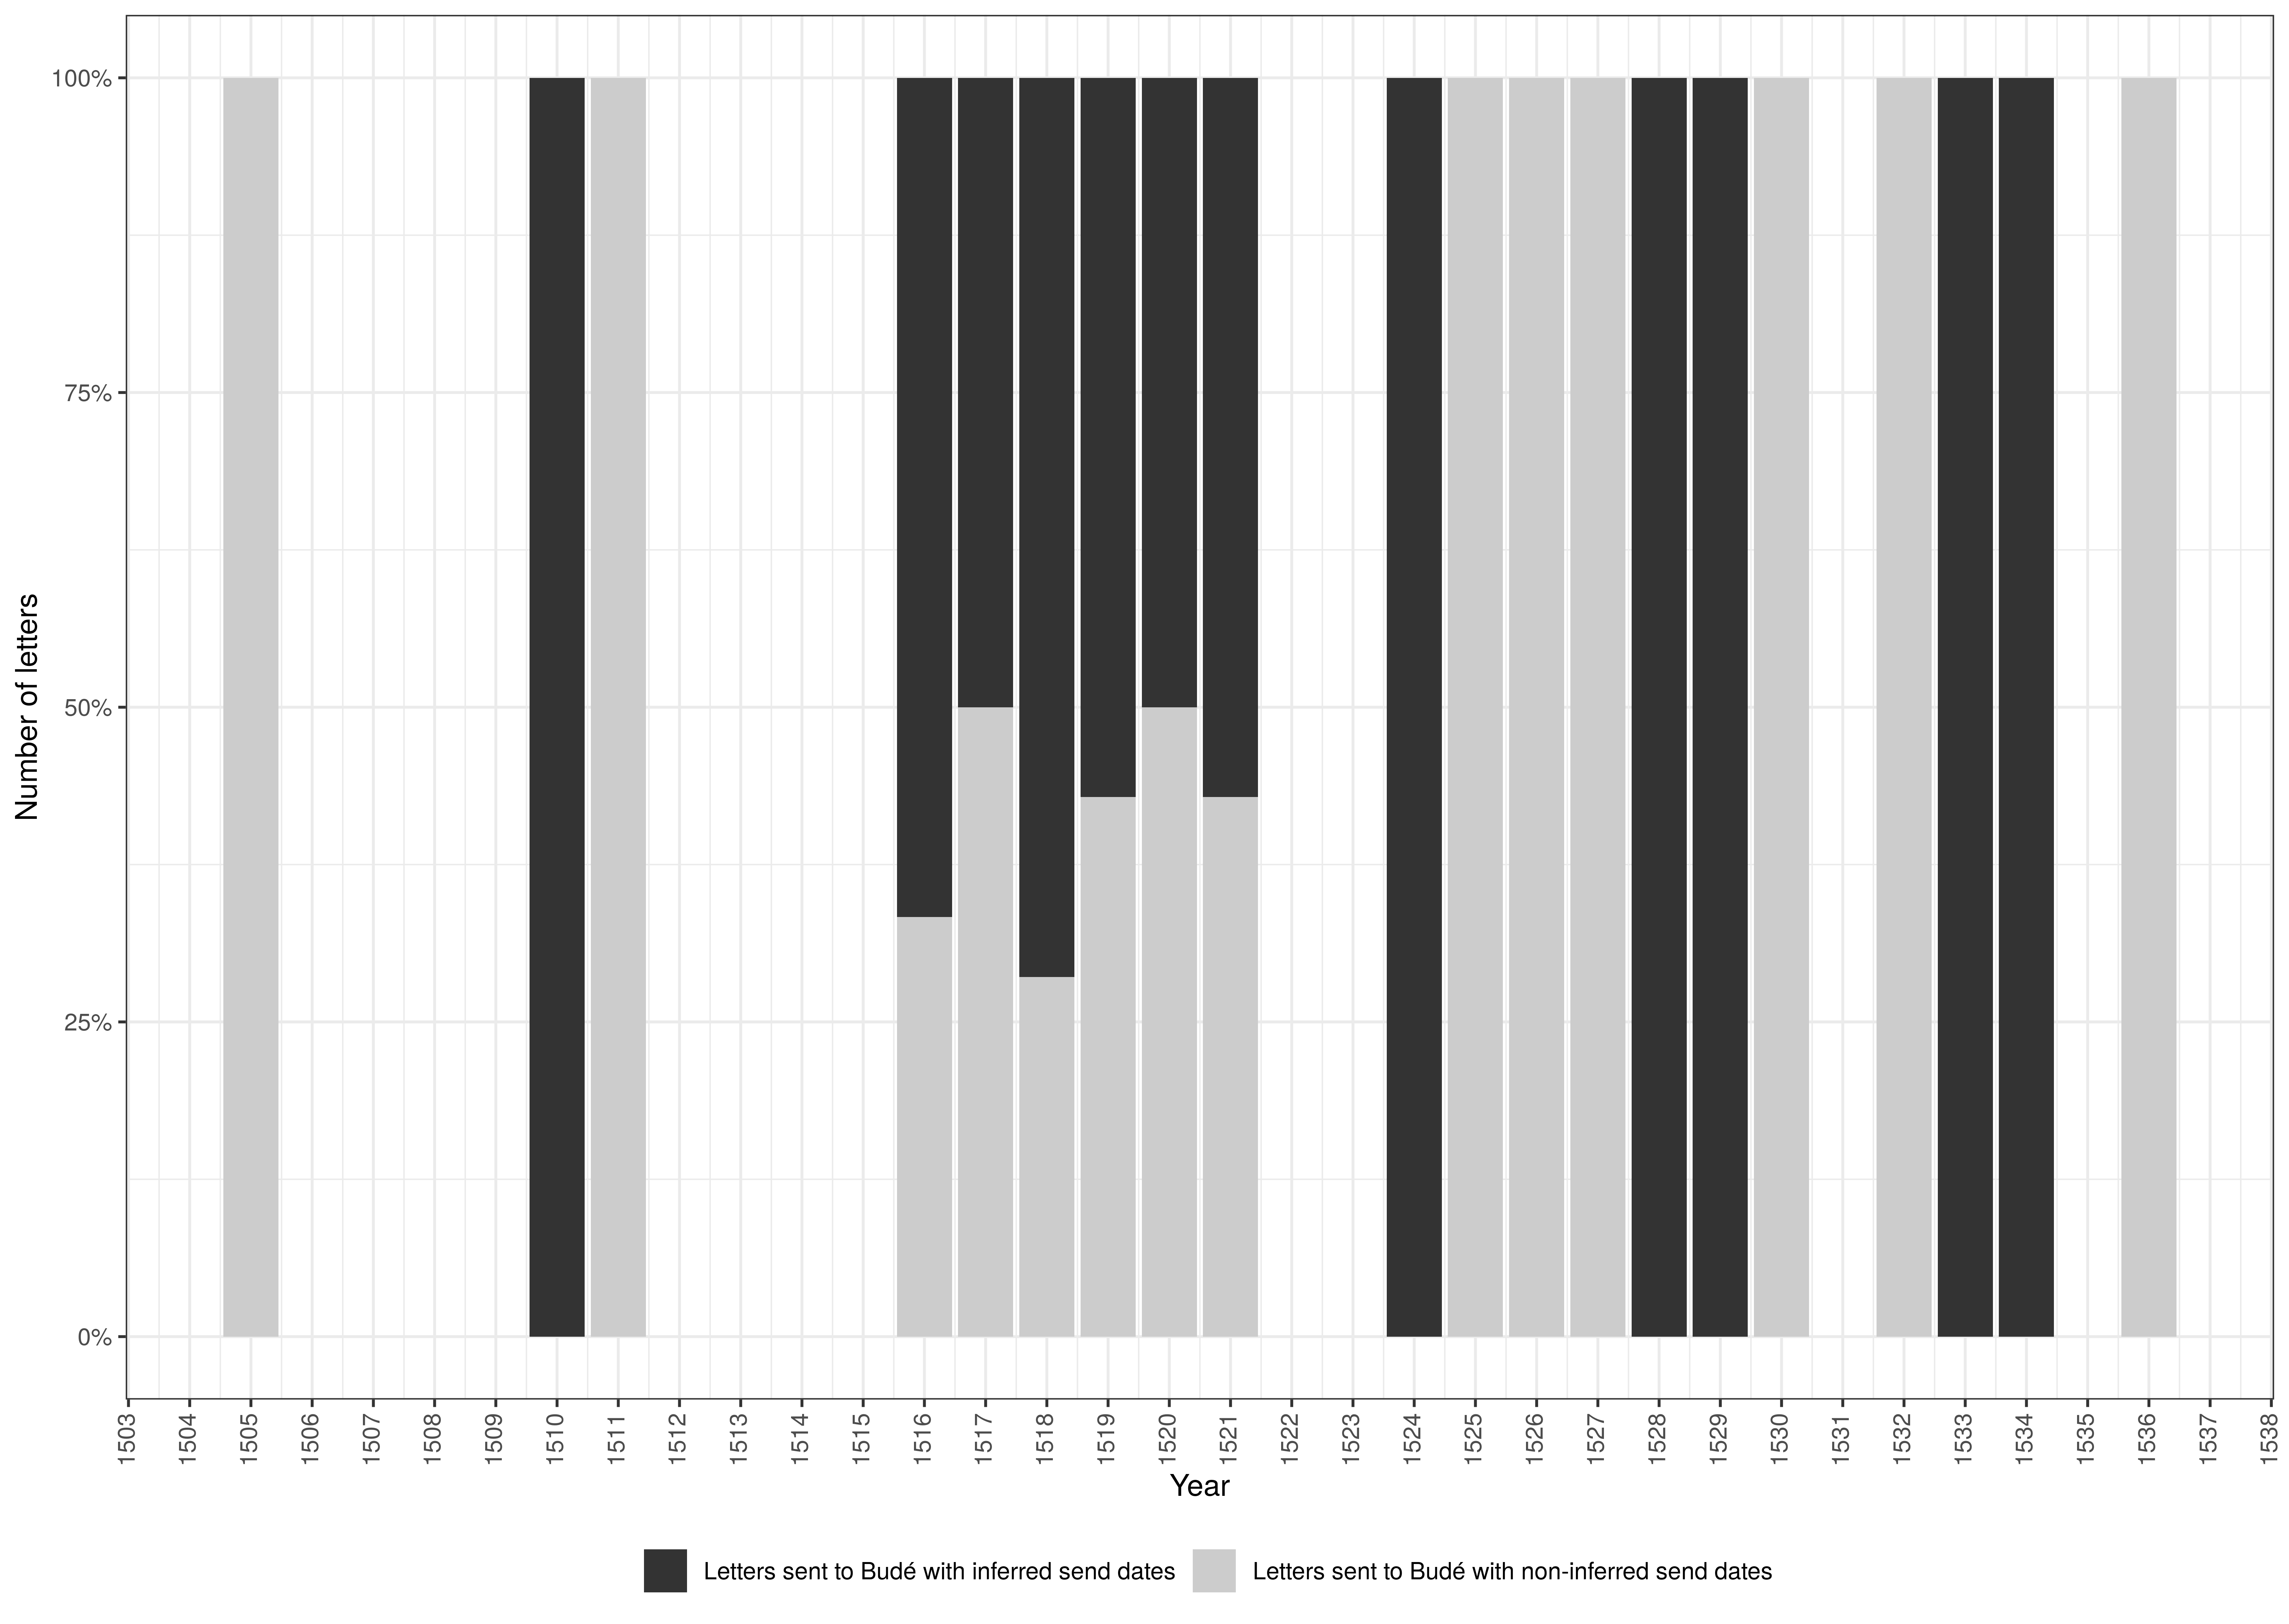 Number of letters
100%
75%
50%
25%
0%
1503 1504 1505 1506 1507 1508 1509 1510 1511 1512 1513 1514 1515 1516 1517 1518 1519 1520 1521 1522 1523 1524 1525 1526 1527 1528 1529 1530 1531 1532 1533 1534 1535 1536 1537 1538
Year
Letters sent to Budé with inferred send dates Letters sent to Budé with non-inferred send dates